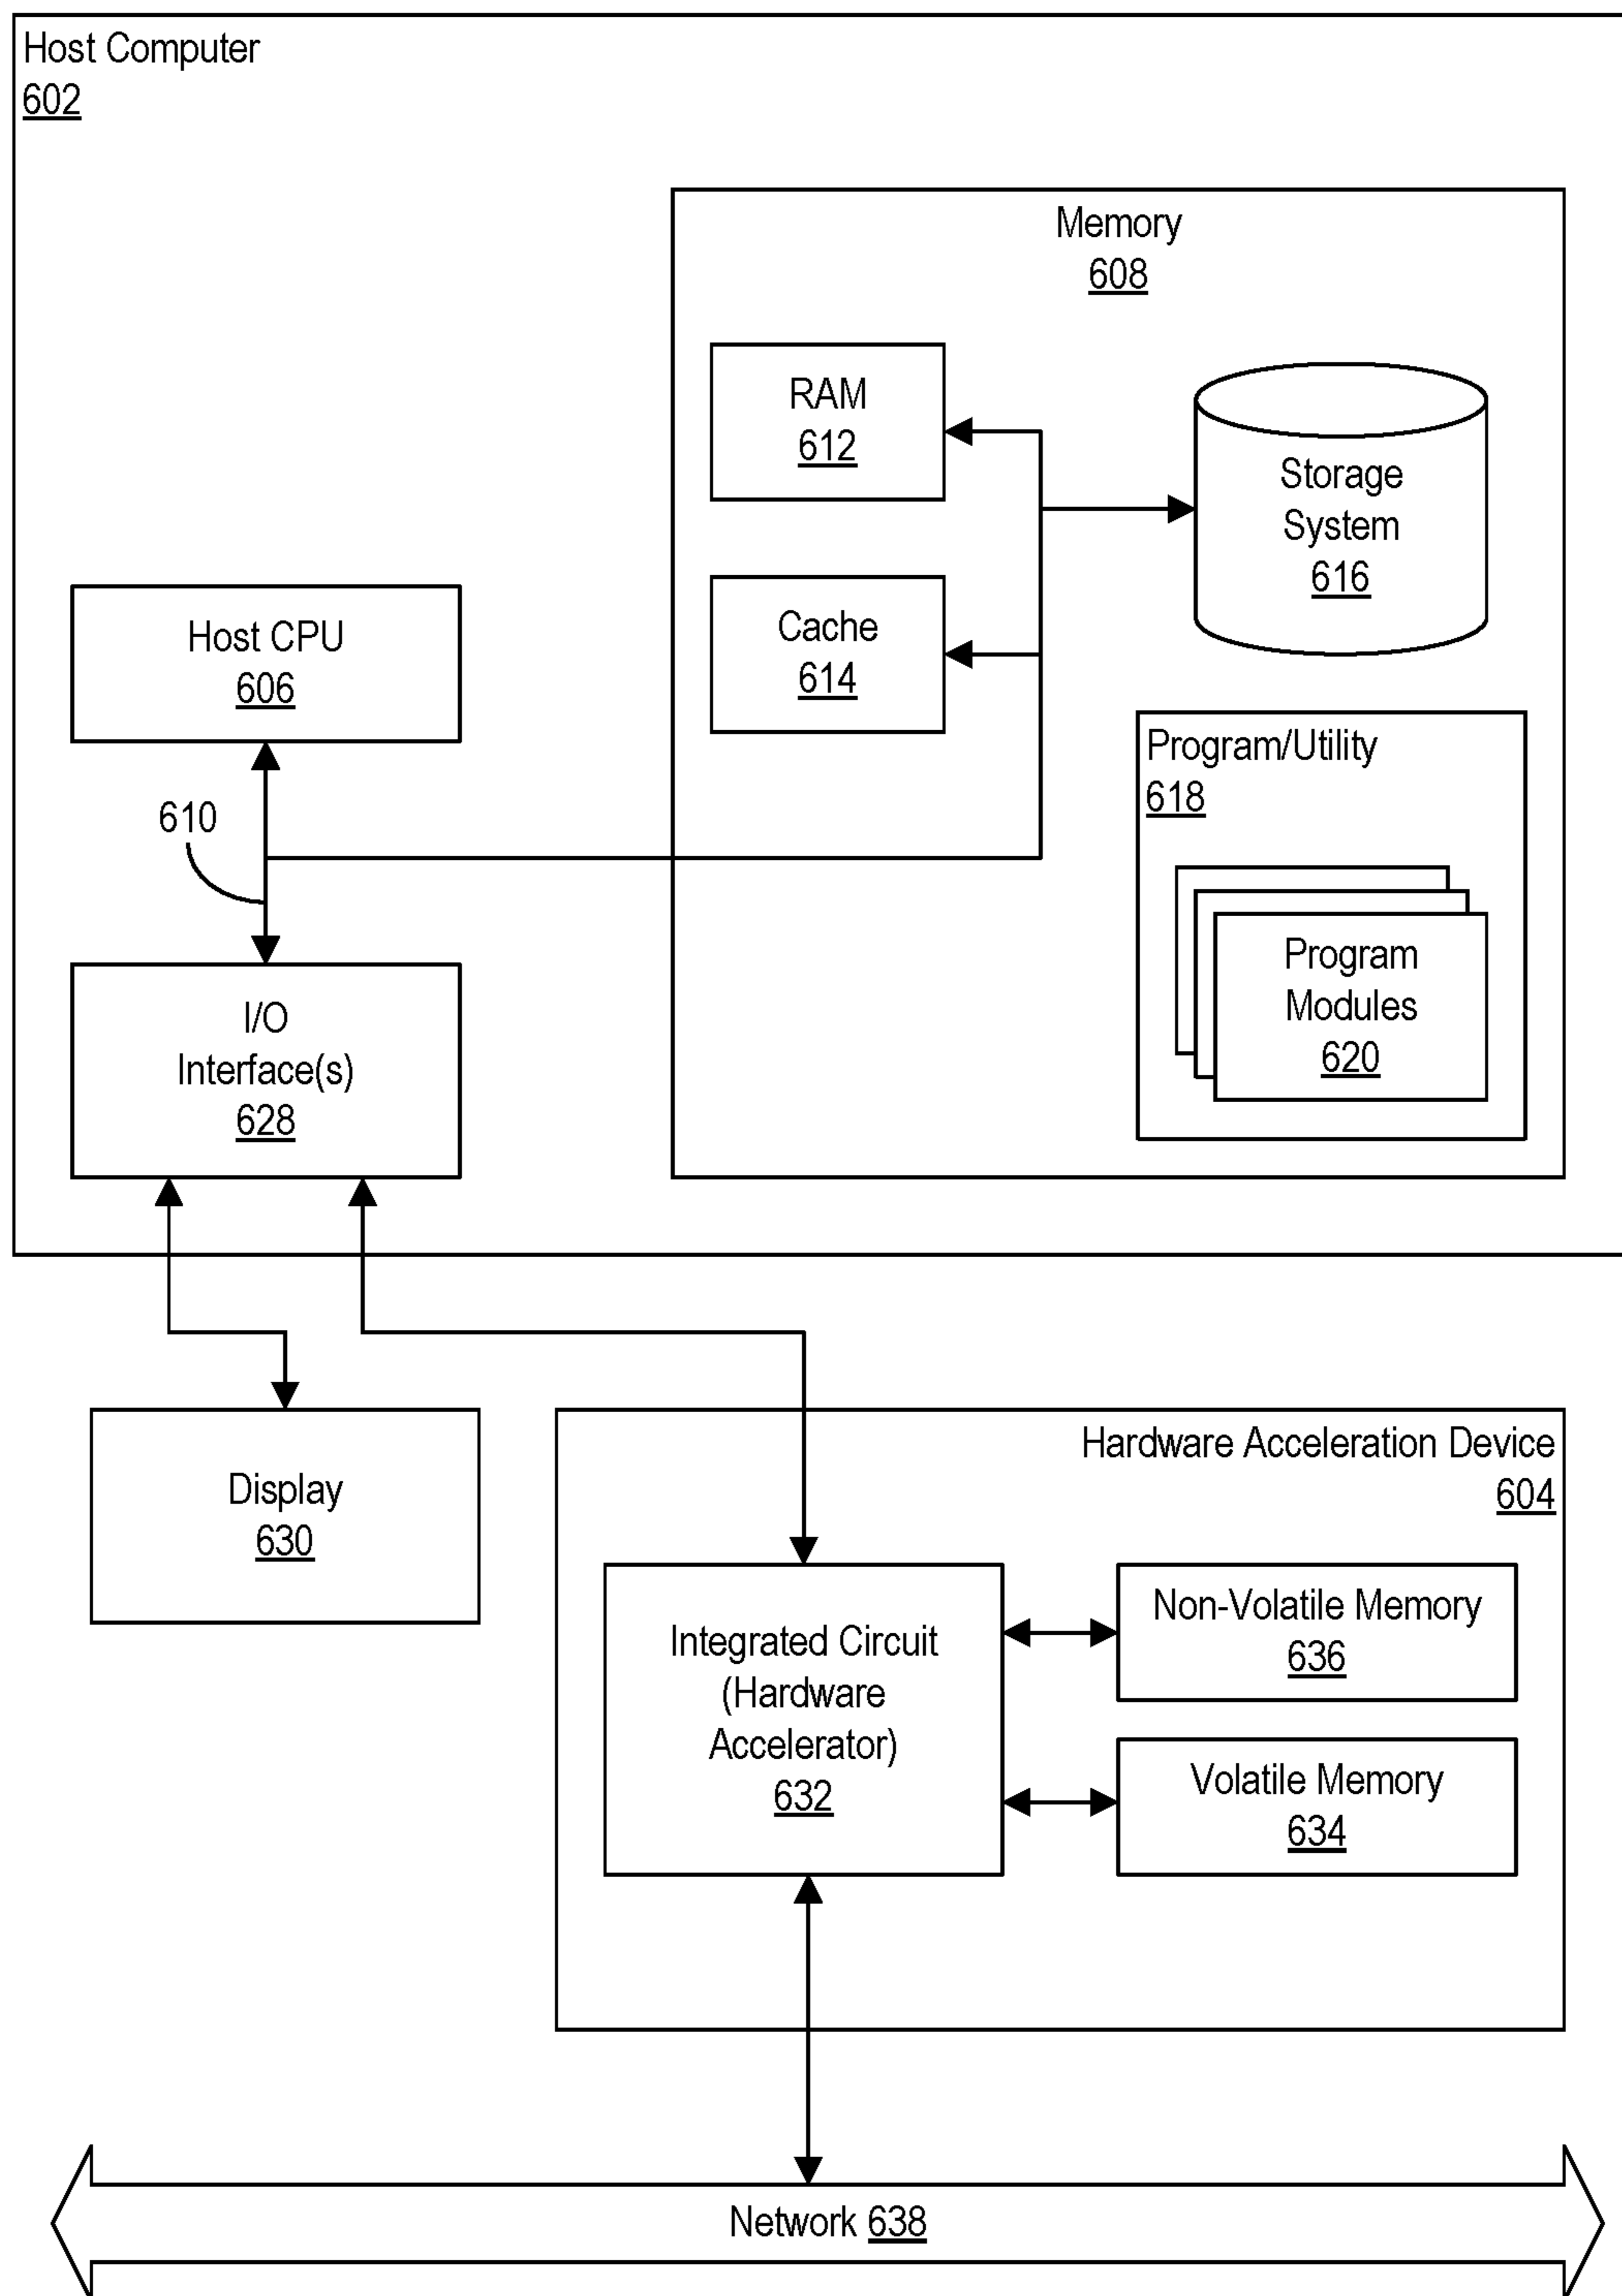 Host Computer
602
Memory
608
RAM
612
Storage
System
616
Cache
614
Host CPU
606
Program/Utility
618
610
Program
Modules
620
I/O
Interface(s)
628
Hardware Acceleration Device
604
Display
630
Integrated Circuit
(Hardware
Accelerator)
632
Non-Volatile Memory
636
Volatile Memory
634
Network 638